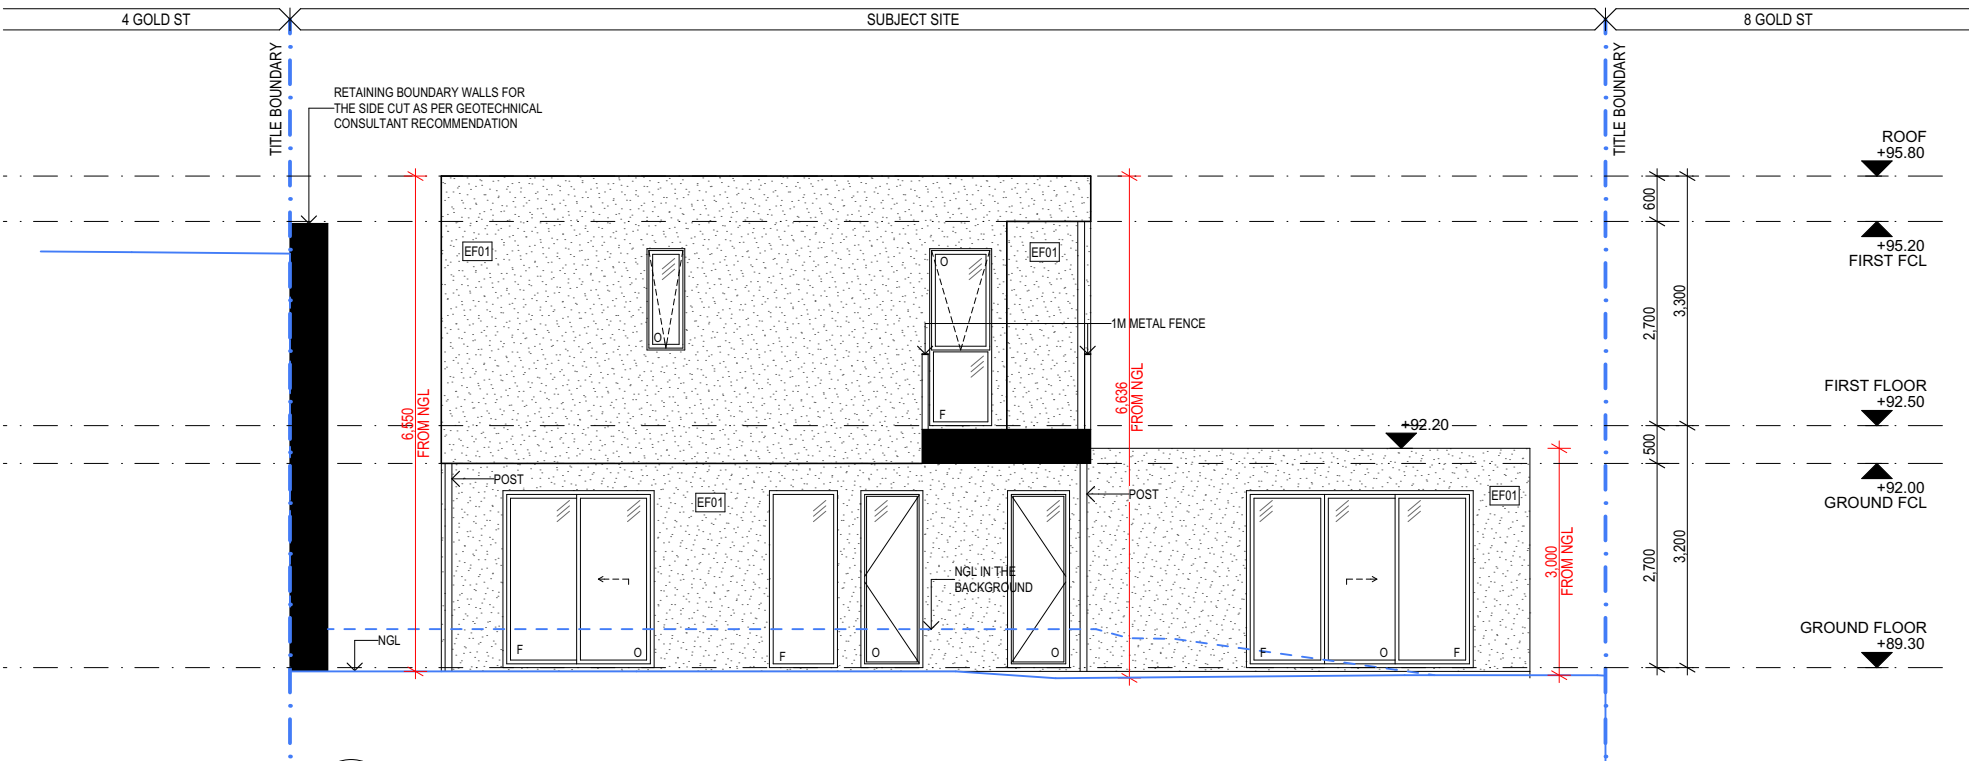 4 GOLD ST
SUBJECT SITE
8 GOLD ST
TITLE BOUNDARY
TITLE BOUNDARY
RETAINING BOUNDARY WALLS FOR
THE SIDE CUT AS PER GEOTECHNICAL
CONSULTANT RECOMMENDATION
ROOF
+95.80
600
+95.20
FIRST FCL
EF01
O
EF01
O
2,700
3,300
1M METAL FENCE
F
6,550
FROM NGL
6,636
FROM NGL
FIRST FLOOR
+92.50
+92.20
500
+92.00
GROUND FCL
POST
EF01
POST
EF01
3,000
FROM NGL
2,700
3,200
NGL IN THE
BACKGROUND
NGL
F
O
F
O
O
F
O
F
GROUND FLOOR
+89.30